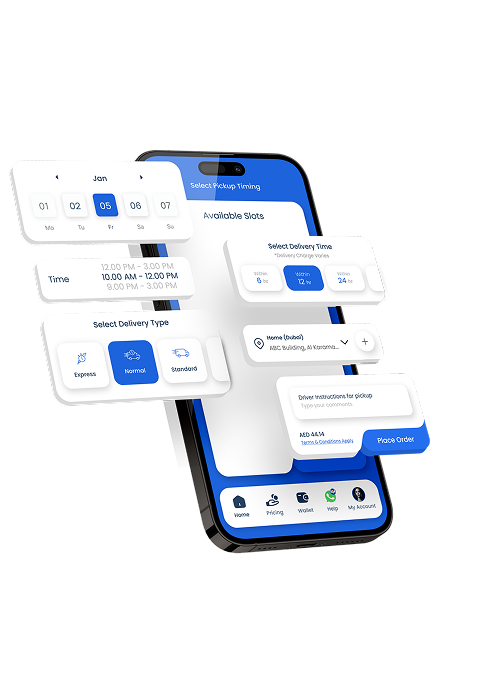 Jan
01 02 05 06 07
Mo Tu Fr Sa Su
Select Pickup Timing
Available Slots
Time
12.00 PM - 3.00 PM
10.00 AM - 12.00 PM
9.00 PM - 3.00 PM
Select Delivery Time
*Delivery Charge Varies
Within Within Within
6 hr 12 hr 24 hr
Select Delivery Type
Express Normal Standard
Home (Dubai)
ABC Building, Al Karama...
Driver Instructions for pickup
Type your comments
AED 44.14
Terms & Conditions Apply
Place Order
Home Pricing Wallet Help My Account